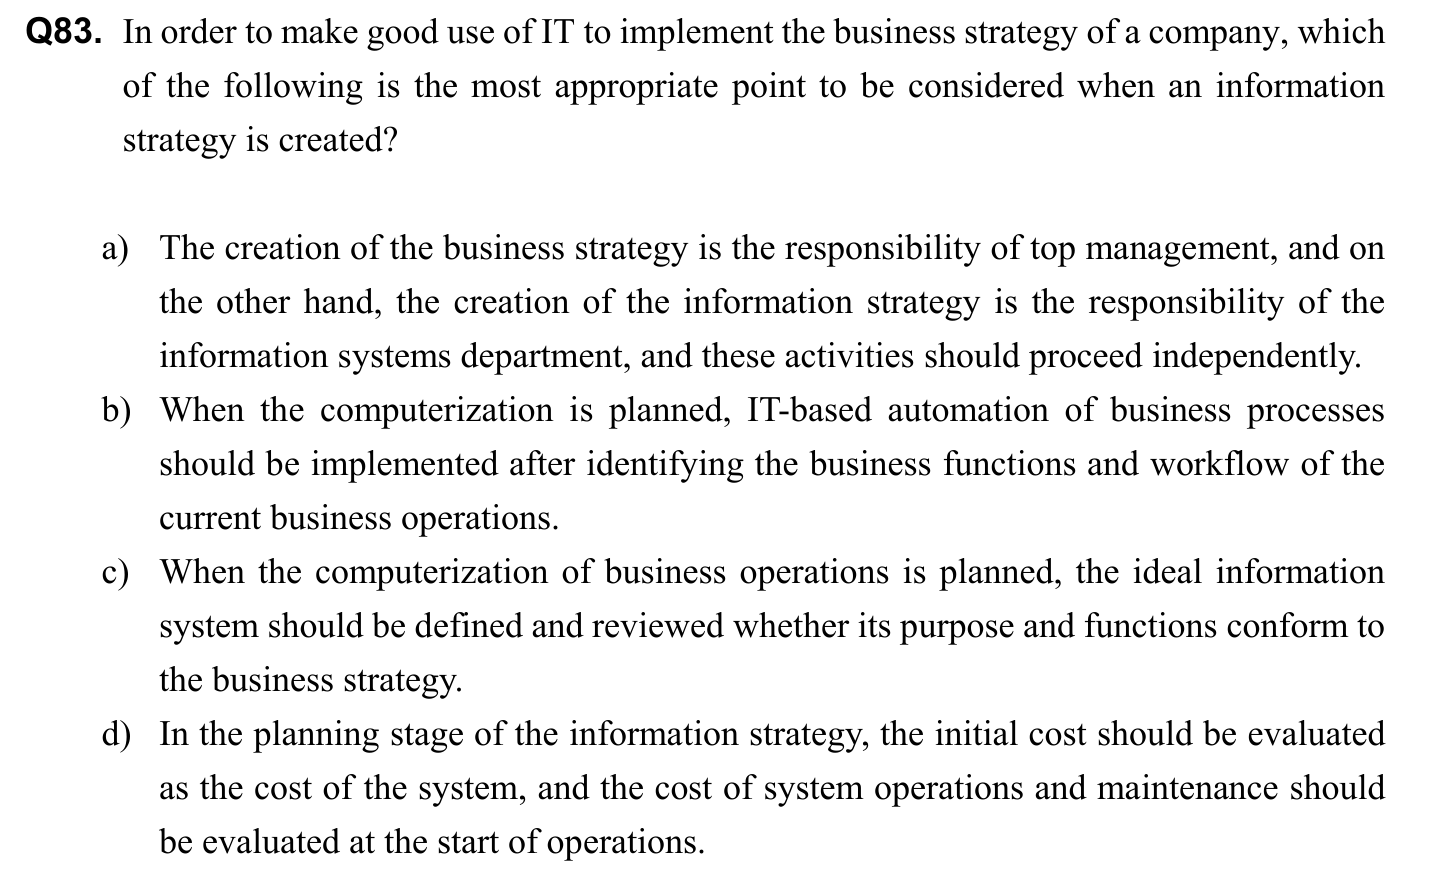 Q83. In order to make good use of IT to implement the business strategy of a company, which
of the following is the most appropriate point to be considered when an information
strategy is created?
a) The creation of the business strategy is the responsibility of top management, and on
the other hand, the creation of the information strategy is the responsibility of the
information systems department, and these activities should proceed independently.
b) When the computerization is planned, IT-based automation of business processes
should be implemented after identifying the business functions and workflow of the
current business operations.
c) When the computerization of business operations is planned, the ideal information
system should be defined and reviewed whether its purpose and functions conform to
the business strategy.
d) In the planning stage of the information strategy, the initial cost should be evaluated
as the cost of the system, and the cost of system operations and maintenance should
be evaluated at the start of operations.